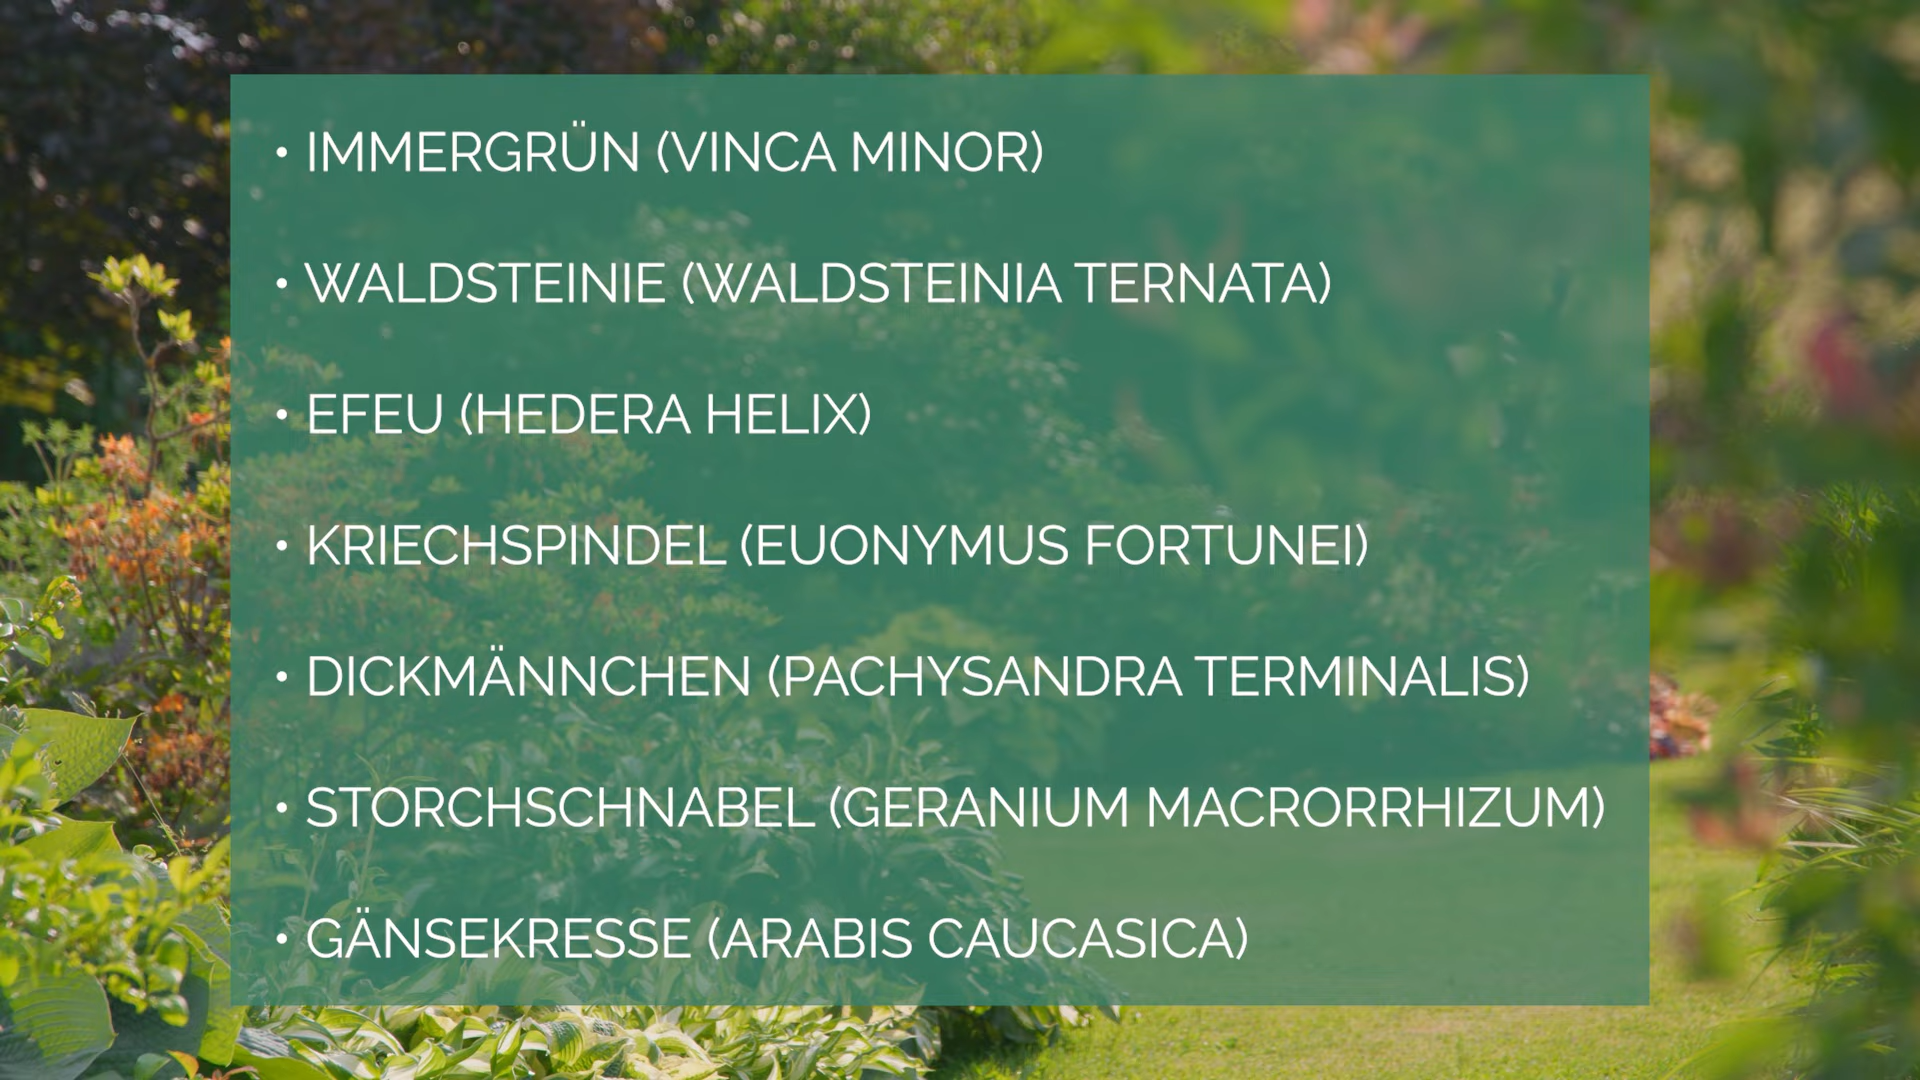 • IMMERGRÜN (VINCA MINOR)
• WALDSTEINIE (WALDSTEINIA TERNATA)
• EFEU (HEDERA HELIX)
• KRIECHSPINDEL (EUONYMUS FORTUNEI)
• DICKMÄNNCHEN (PACHYSANDRA TERMINALIS)
• STORCHSCHNABEL (GERANIUM MACRORRHIZUM)
• GÄNSEKRESSE (ARABIS CAUCASICA)